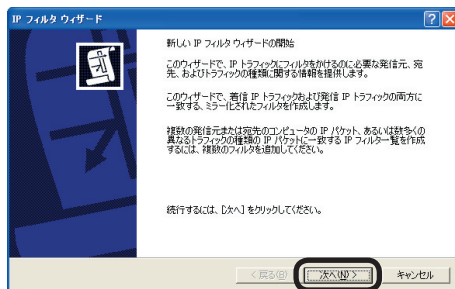 IP フィルタ ウィザード
新しい IP フィルタ ウィザードの開始
このウィザードで、IP トラフィックにフィルタをかけるのに必要な発信元、宛
先、およびトラフィックの種類に関する情報を提供します。
このウィザードで、着信 IP トラフィックおよび発信 IP トラフィックの両方に
一致する、ミラー化されたフィルタを作成します。
複数の発信元または宛先のコンピュータの IP パケット、あるいは数多くの
異なるトラフィックの種類の IP パケットに一致する IP フィルタ一覧を作成
するには、複数のフィルタを追加してください。
続行するには、[次へ] をクリックしてください。
< 戻る(B)
次へ(N) >
キャンセル